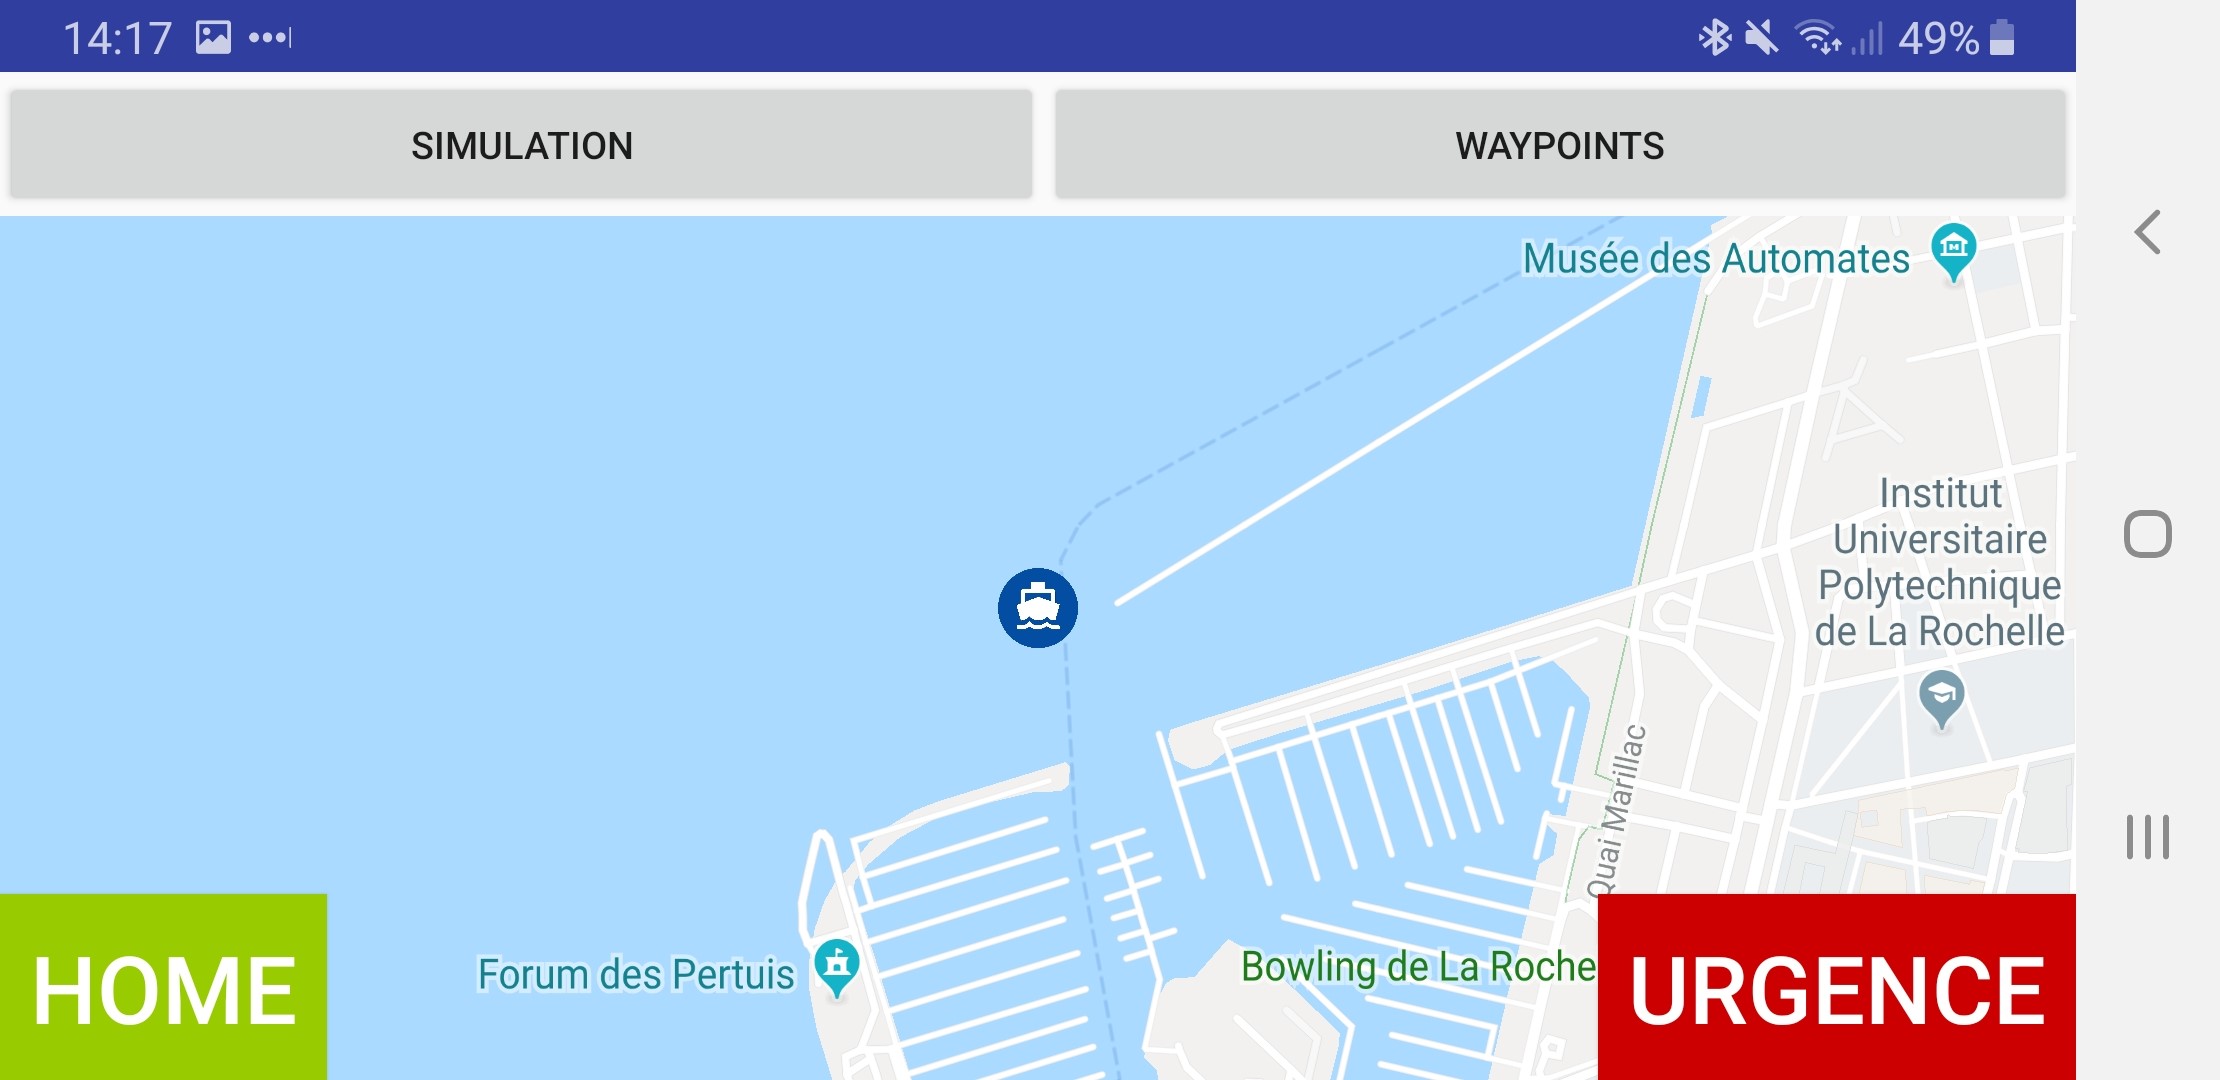 14:17
49%
SIMULATION
WAYPOINTS
Musée des Automates
Institut
Universitaire
Polytechnique
de La Rochelle
Quai Marillac
Forum des Pertuis
Bowling de La Roche
HOME
URGENCE